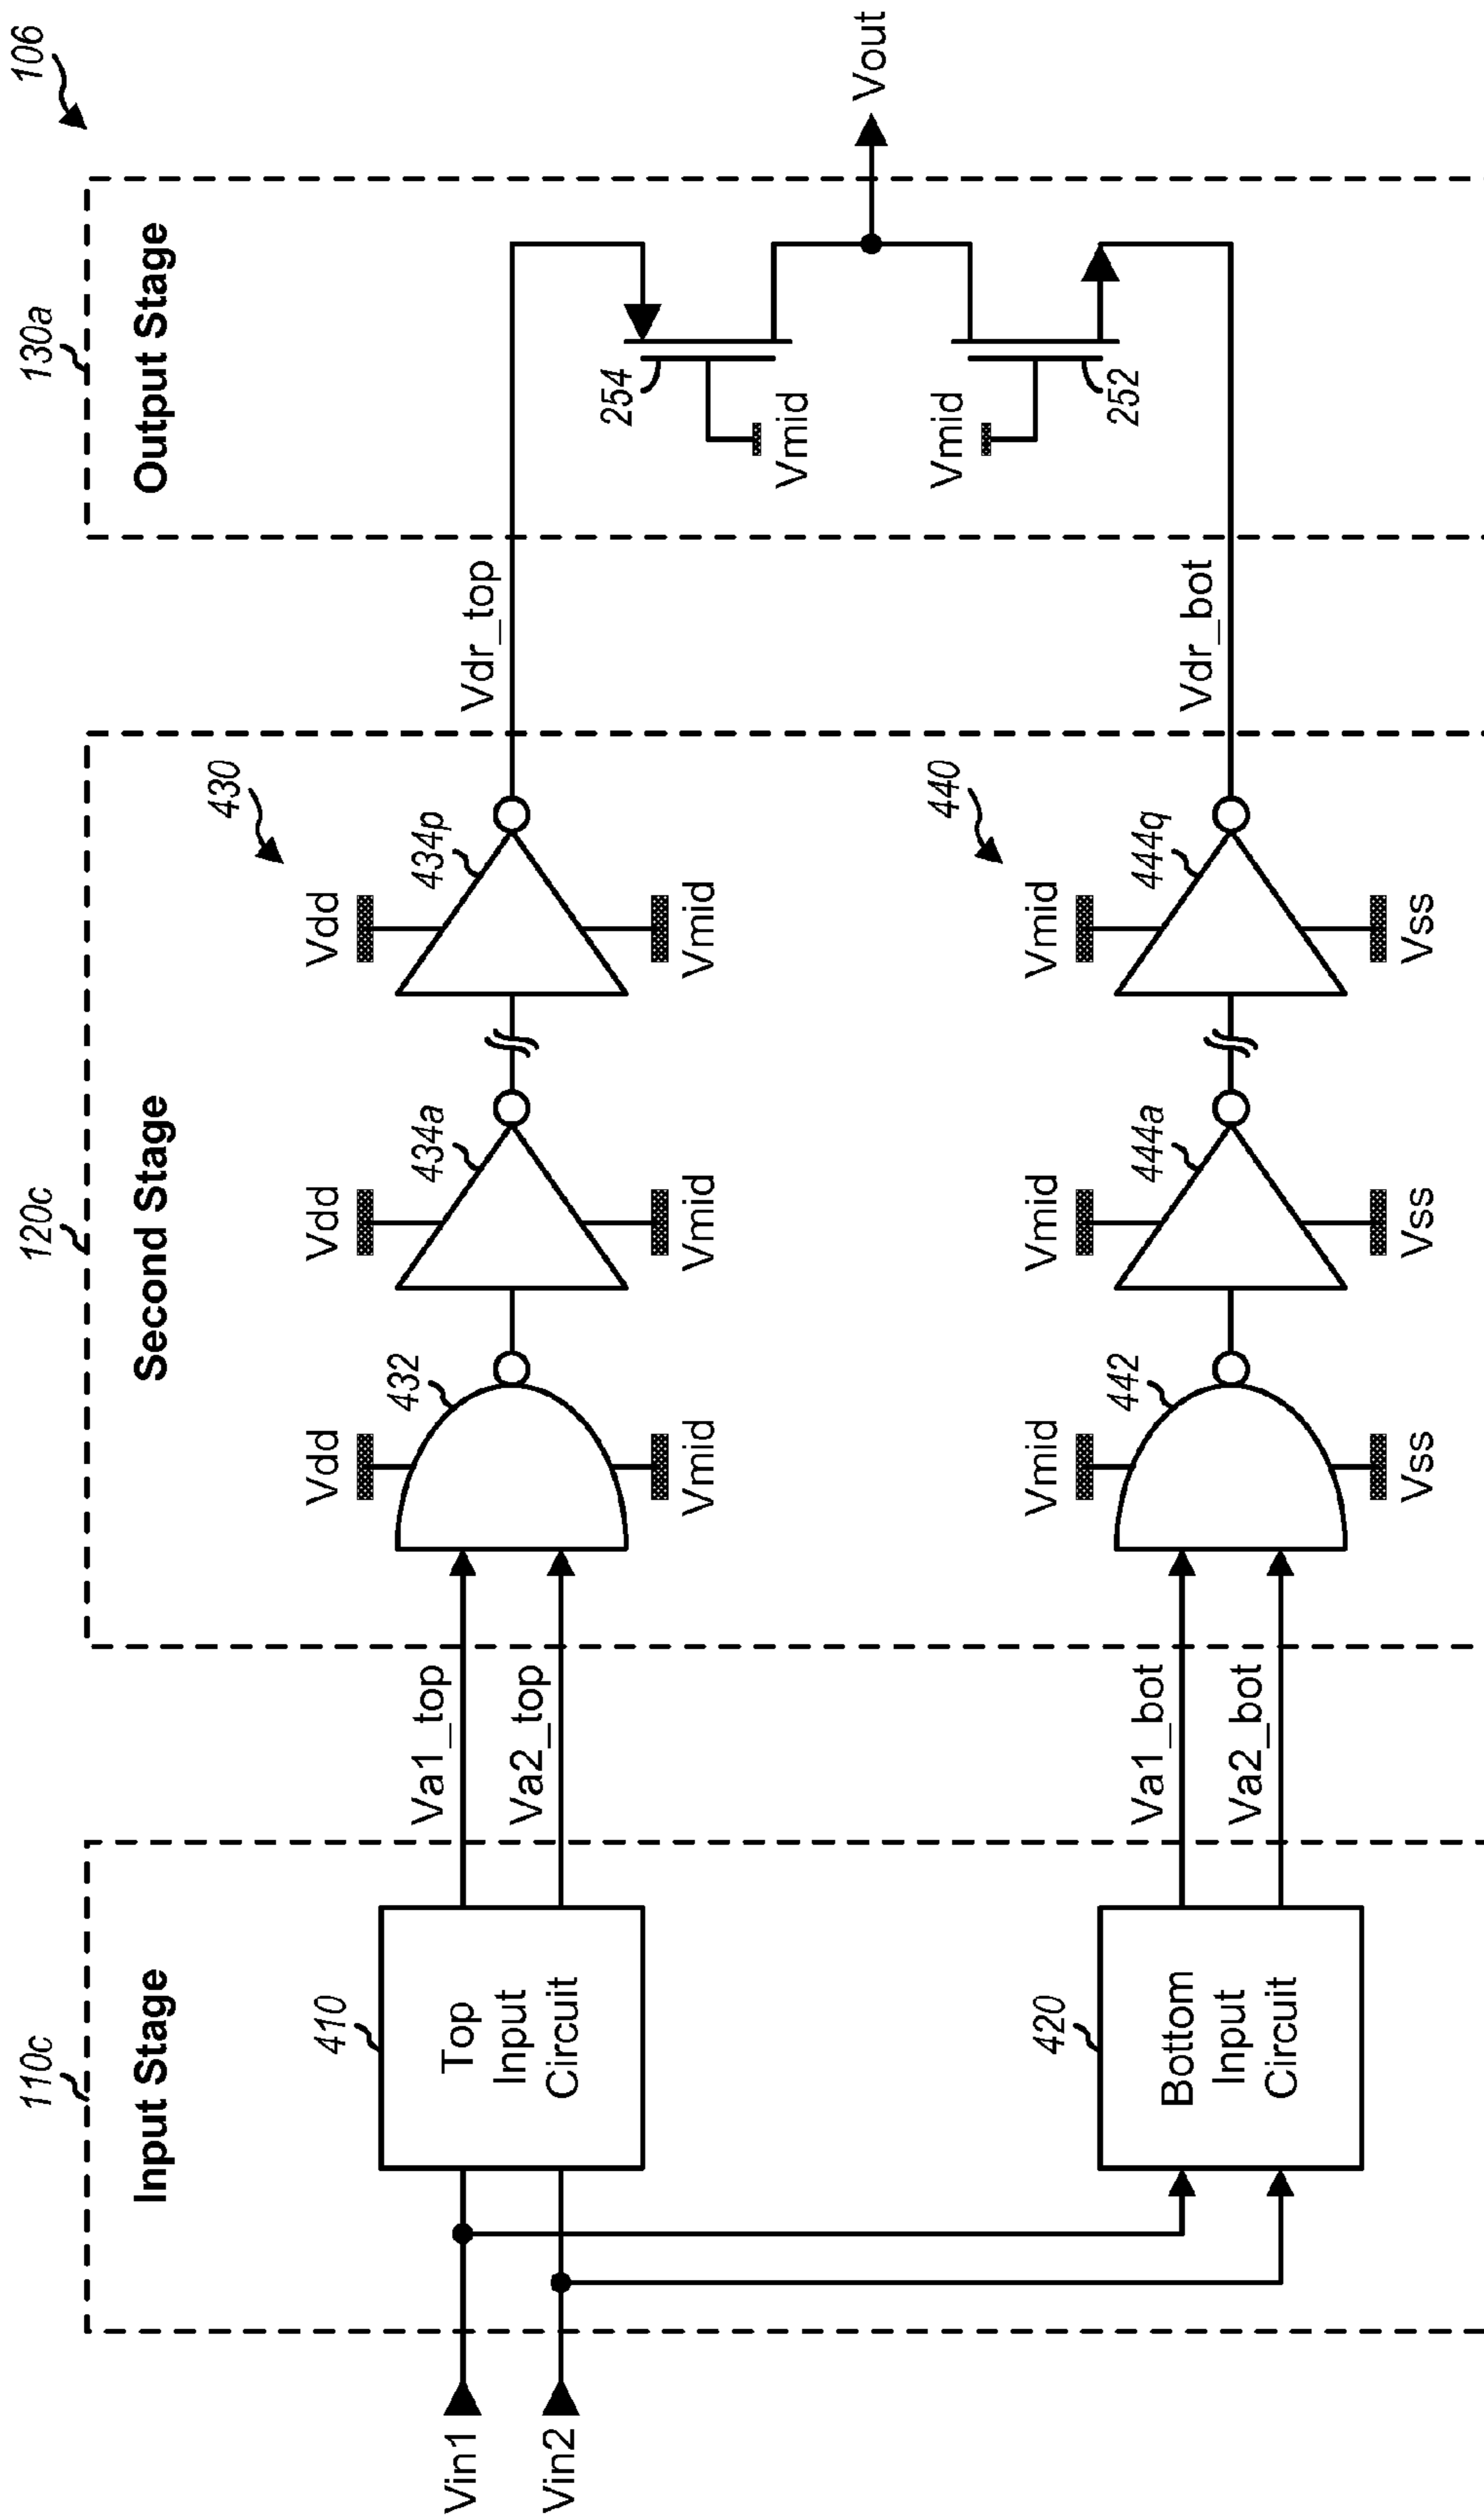 106
110c
120c
130a
Input Stage
Second Stage
Output Stage
430
410
Top
Input
Circuit
Va1_top
Va2_top
Vdd
432
Vmid
Vdd
434a
Vmid
Vdd
434p
Vmid
Vdr_top
254
Vmid
Vout
Vmid
252
Vin1
Vin2
440
420
Bottom
Input
Circuit
Va1_bot
Va2_bot
Vmid
442
Vss
Vmid
444a
Vss
Vmid
444q
Vss
Vdr_bot